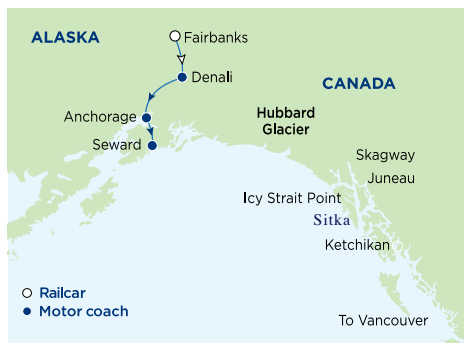 ALASKA
Fairbanks
Denali
CANADA
Anchorage
Hubbard
Glacier
Seward
Skagway
Juneau
Icy Strait Point
Sitka
Ketchikan
Railcar
Motor coach
To Vancouver